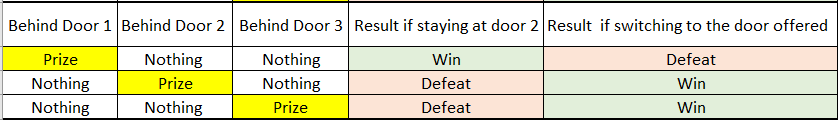 Behind Door 1 Behind Door 2 Behind Door 3 Result if staying at door 2 Result if switching to the door offered
Prize Nothing Nothing Win Defeat
Nothing Prize Nothing Defeat Win
Nothing Nothing Prize Defeat Win